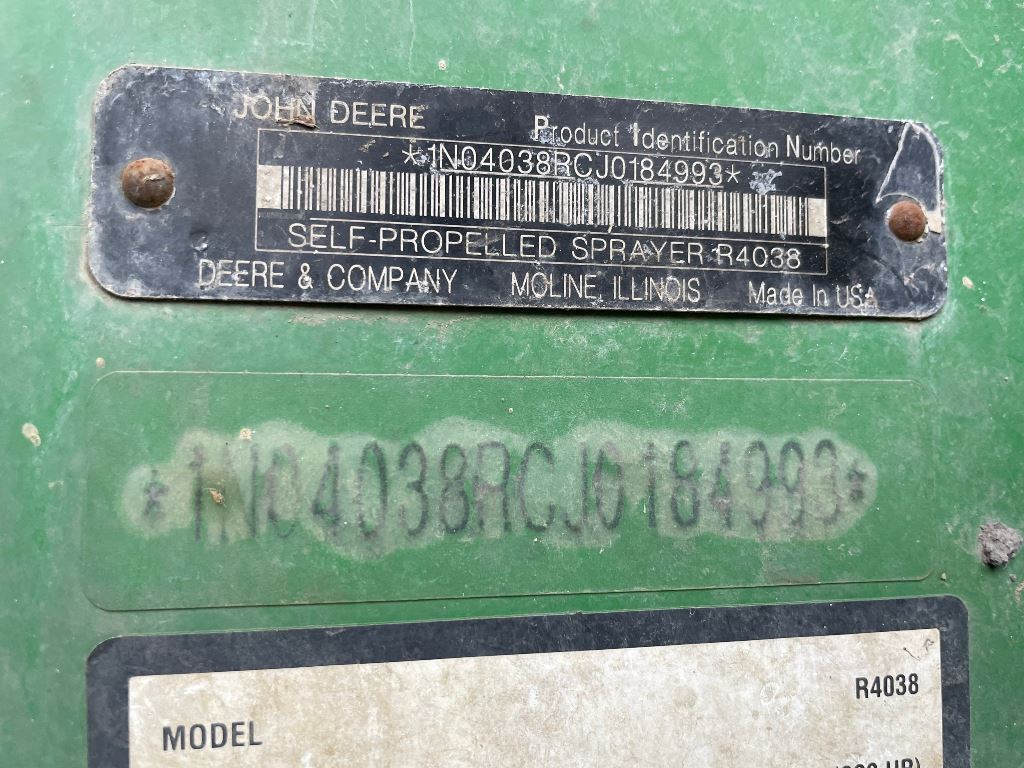 JOHN DEERE
Product Identification Number
*1N04038RCJ0184993*
SELF-PROPELLED SPRAYER R4038
DEERE & COMPANY MOLINE, ILLINOIS Made In USA
*1N04038RCJ0184993*
R4038
MODEL